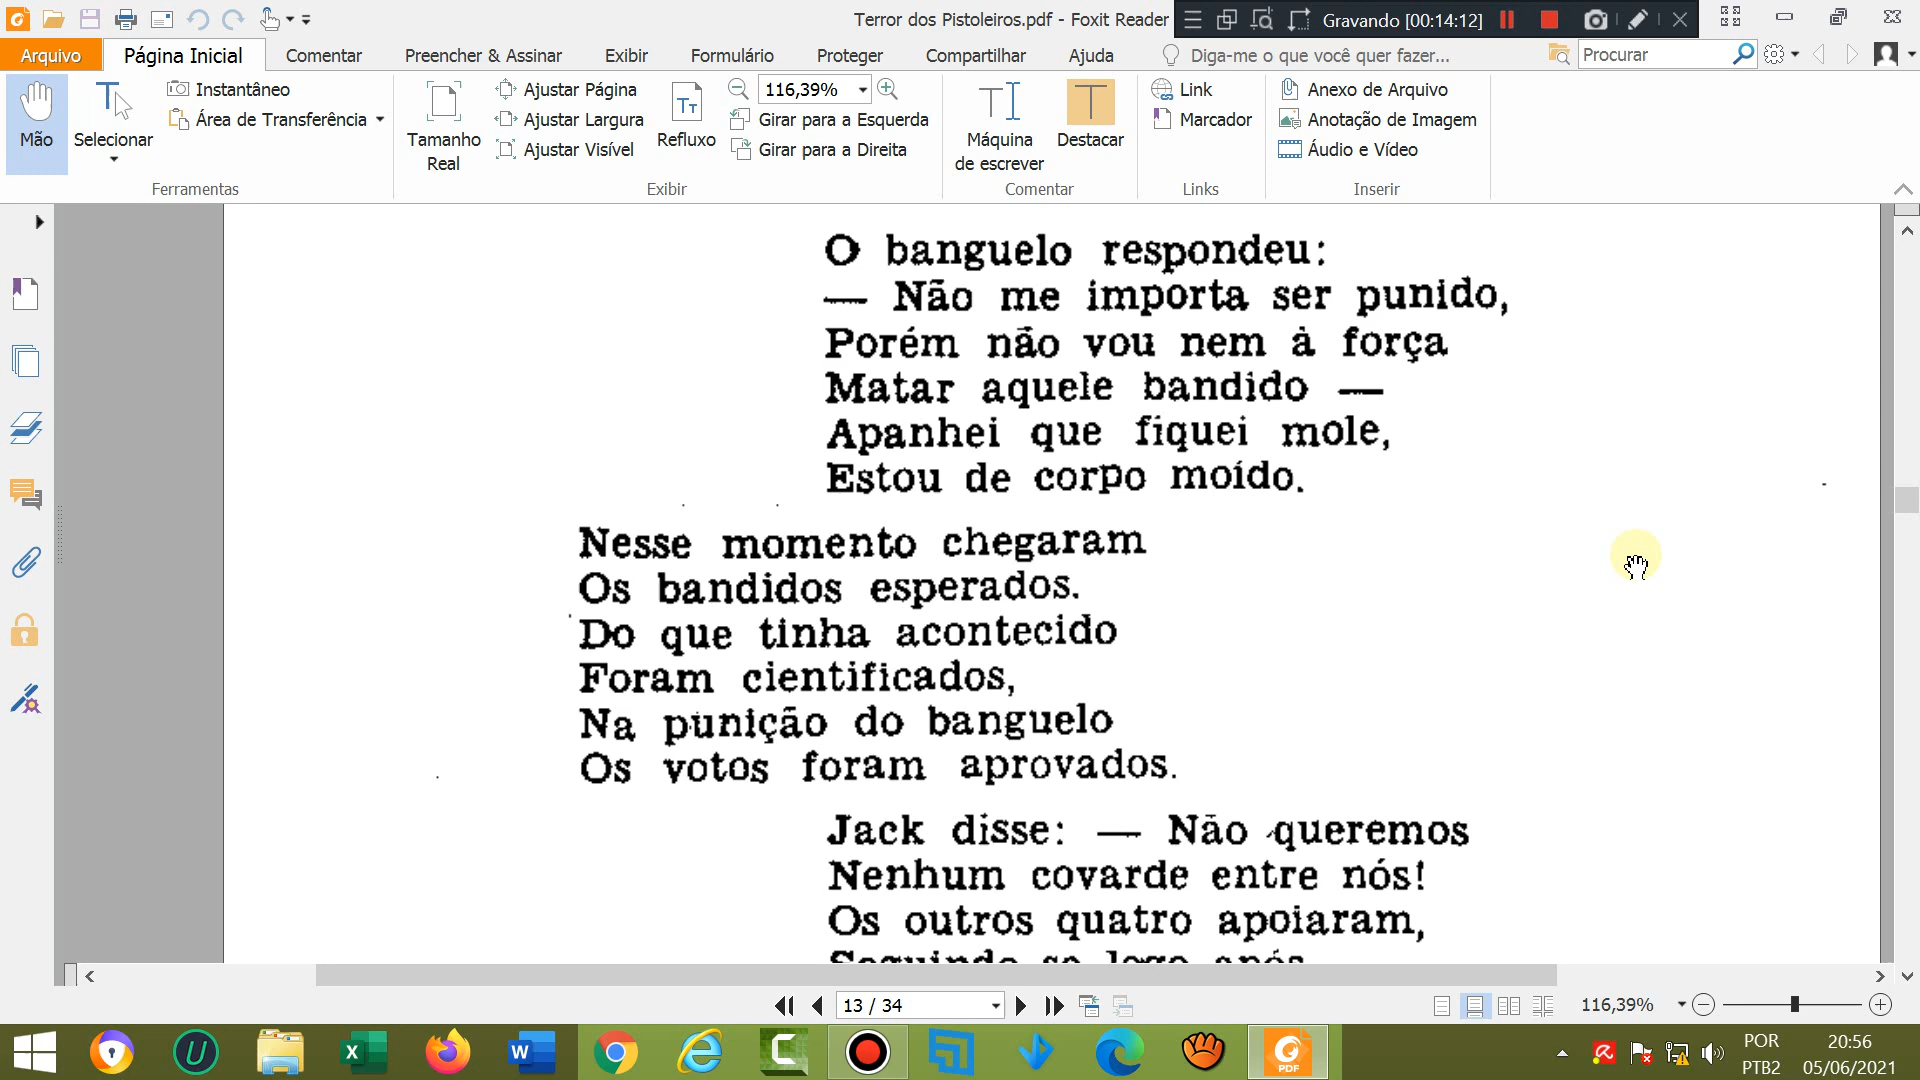 Terror dos Pistoleiros.pdf - Foxit Reader
Gravando [00:14:12]
Arquivo
Página Inicial
Comentar
Preencher & Assinar
Exibir
Formulário
Proteger
Compartilhar
Ajuda
Diga-me o que você quer fazer...
Procurar
Mão
Selecionar
Instantâneo
Área de Transferência
Ferramentas
Tamanho
Real
Ajustar Página
Ajustar Largura
Ajustar Visível
Refluxo
116,39%
Girar para a Esquerda
Girar para a Direita
Exibir
Máquina
de escrever
Destacar
Comentar
Link
Marcador
Links
Anexo de Arquivo
Anotação de Imagem
Áudio e Vídeo
Inserir
O banguelo respondeu:
— Não me importa ser punido,
Porém não vou nem à força
Matar aquele bandido —
Apanhei que fiquei mole,
Estou de corpo moído.
Nesse momento chegaram
Os bandidos esperados.
Do que tinha acontecido
Foram cientificados,
Na punição do banguelo
Os votos foram aprovados.
Jack disse: — Não queremos
Nenhum covarde entre nós!
Os outros quatro apoiaram,
Seguindo se logo após
13 / 34
116,39%
POR
PTB2
20:56
05/06/2021
PDF